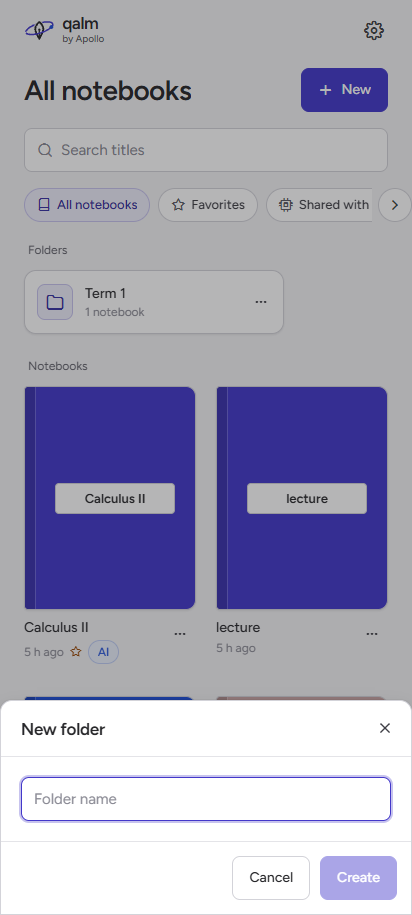 qalm
by Apollo
All notebooks
+ New
Search titles
All notebooks
Favorites
Shared with
Folders
Term 1
1 notebook
Notebooks
Calculus II
lecture
Calculus II
lecture
5 h ago
AI
5 h ago
New folder
Folder name
Cancel
Create